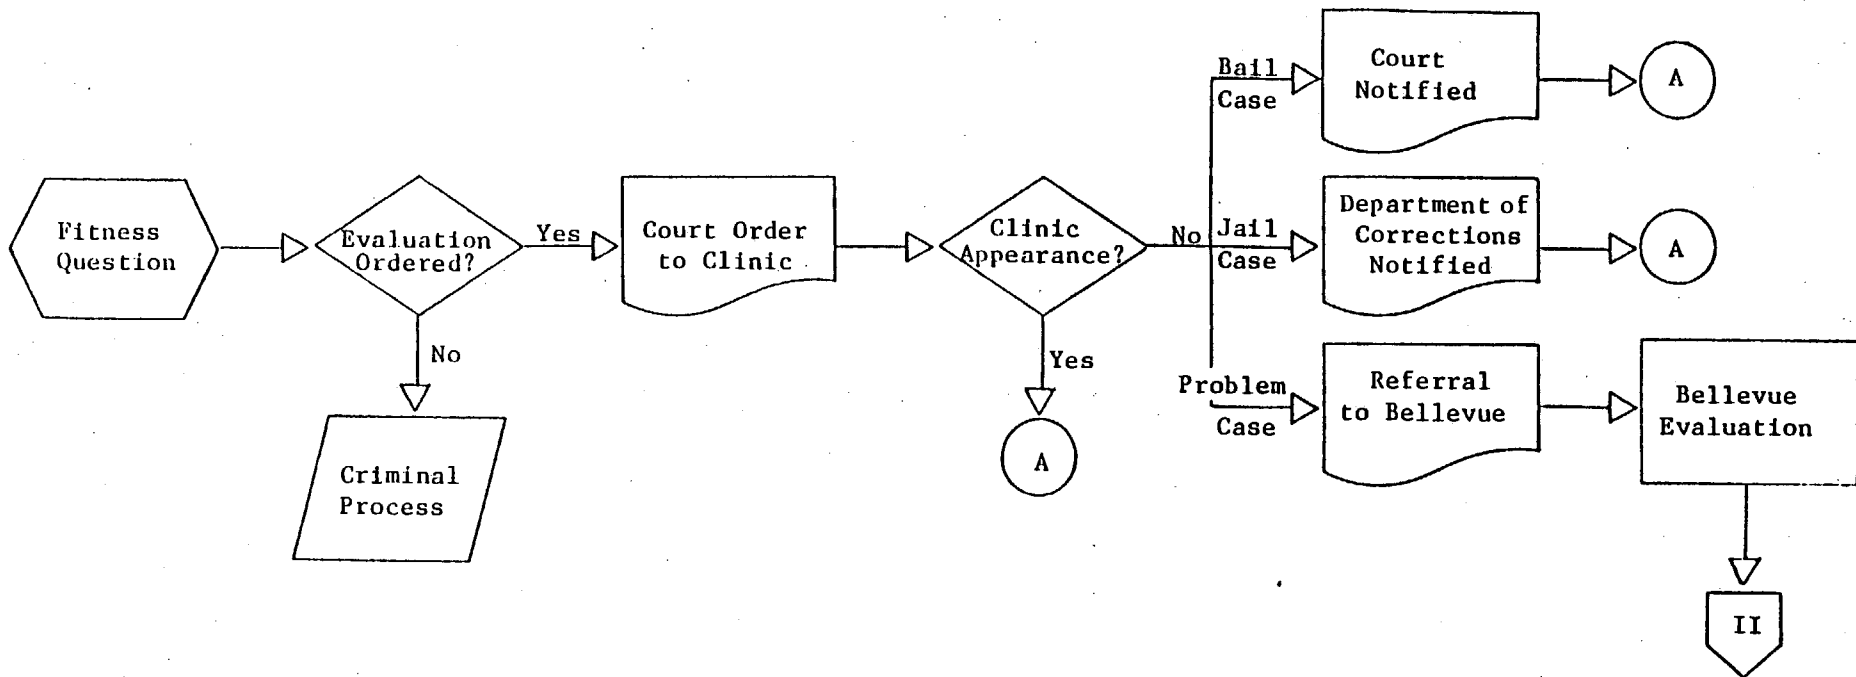 Fitness
Question
Evaluation
Ordered?
Yes
No
Criminal
Process
Court Order
to Clinic
Clinic
Appearance?
Yes
A
No
Bail
Case
Court
Notified
A
Jail
Case
Department of
Corrections
Notified
A
Problem
Case
Referral
to Bellevue
Bellevue
Evaluation
II